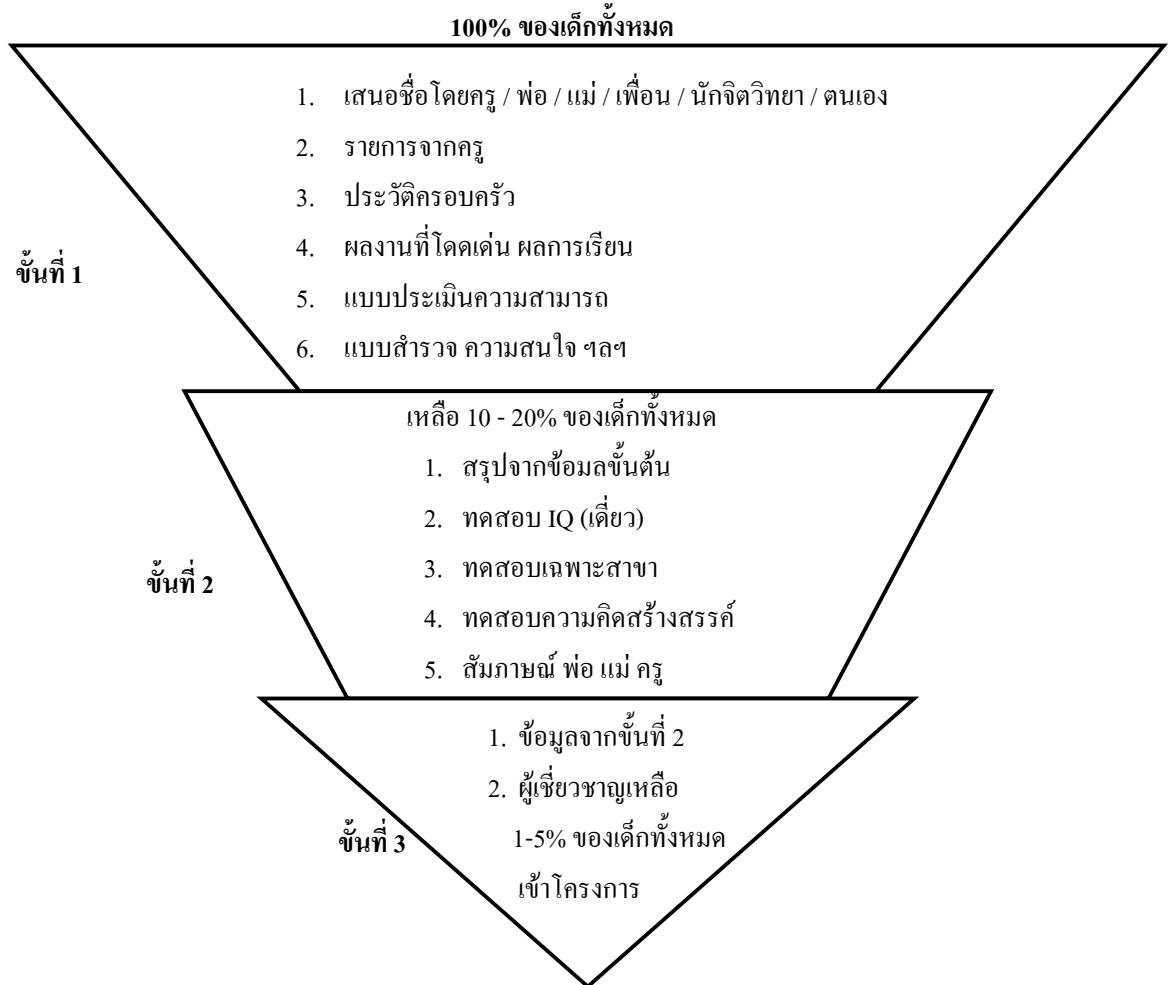 100% ของเด็กทั้งหมด
1. เสนอชื่อโดยครู / พ่อ / แม่ / เพื่อน / นักจิตวิทยา / ตนเอง
2. รายการจากครู
3. ประวัติครอบครัว
4. ผลงานที่โดดเด่น ผลการเรียน
ขั้นที่ 1
5. แบบประเมินความสามารถ
6. แบบสำรวจ ความสนใจ ฯลฯ
เหลือ 10 - 20% ของเด็กทั้งหมด
1. สรุปจากข้อมลขั้นต้น
2. ทดสอบ IQ (เดี่ยว)
3. ทดสอบเฉพาะสาขา
ขั้นที่ 2
4. ทดสอบความคิดสร้างสรรค์
5. สัมภาษณ์ พ่อ แม่ ครู
1. ข้อมูลจากขั้นที่ 2
2. ผู้เชี่ยวชาญเหลือ
ขั้นที่ 3
1-5% ของเด็กทั้งหมด
เข้าโครงการ